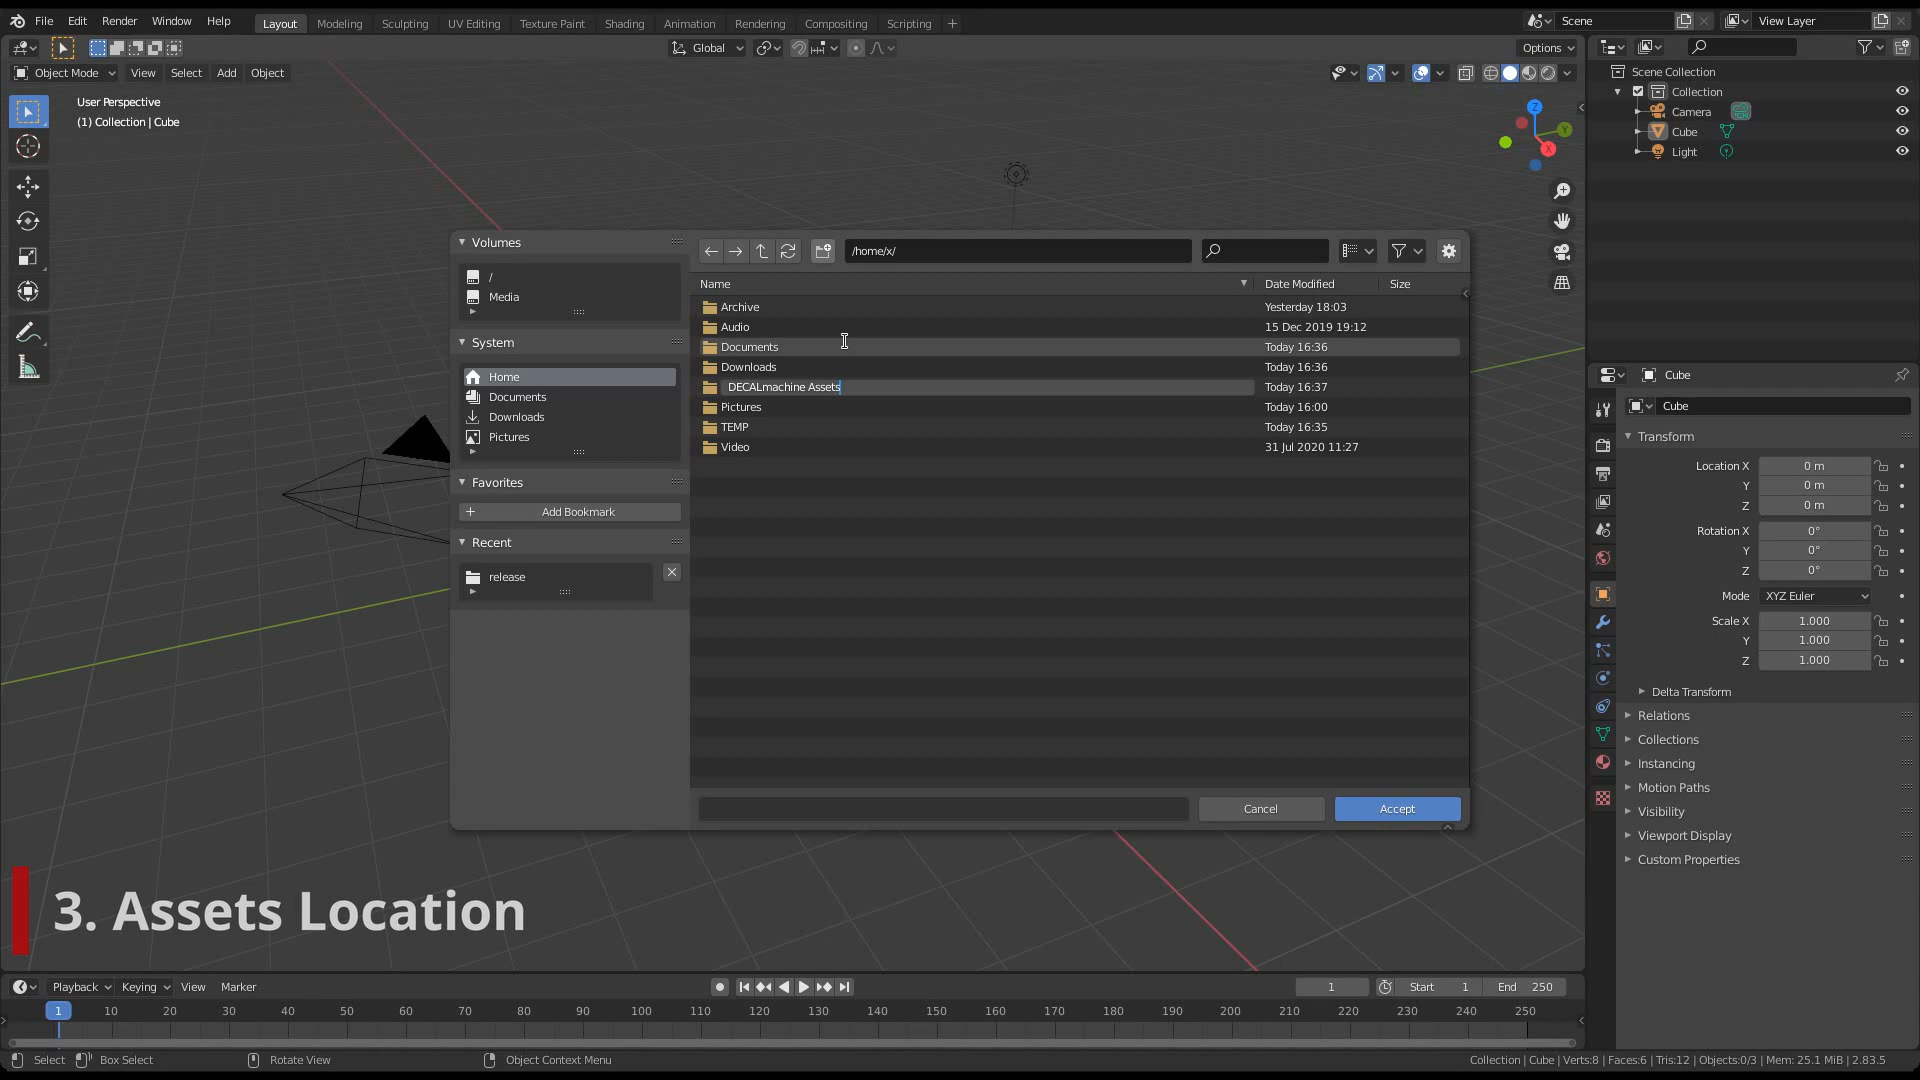 File Edit Render Window Help Layout Modeling Sculpting UV Editing Texture Paint Shading Animation Rendering Compositing Scripting + Scene View Layer
Global Options
Object Mode View Select Add Object
User Perspective
(1) Collection | Cube
Z
Y
X
Scene Collection
Collection
Camera
Cube
Light
Volumes
/
Media
System
Home
Documents
Downloads
Pictures
Favorites
+ Add Bookmark
Recent
release
/home/x/
Name Date Modified Size
Archive Yesterday 18:03
Audio 15 Dec 2019 19:12
Documents Today 16:36
Downloads Today 16:36
DECALmachine Assets Today 16:37
Pictures Today 16:00
TEMP Today 16:35
Video 31 Jul 2020 11:27
Cancel Accept
Cube
Cube
Transform
Location X 0 m
Y 0 m
Z 0 m
Rotation X 0°
Y 0°
Z 0°
Mode XYZ Euler
Scale X 1.000
Y 1.000
Z 1.000
Delta Transform
Relations
Collections
Instancing
Motion Paths
Visibility
Viewport Display
Custom Properties
3. Assets Location
Playback Keying View Marker 1 Start 1 End 250
1 10 20 30 40 50 60 70 80 90 100 110 120 130 140 150 160 170 180 190 200 210 220 230 240 250
Select Box Select Rotate View Object Context Menu Collection | Cube | Verts:8 | Faces:6 | Tris:12 | Objects:0/3 | Mem: 25.1 MiB | 2.83.5